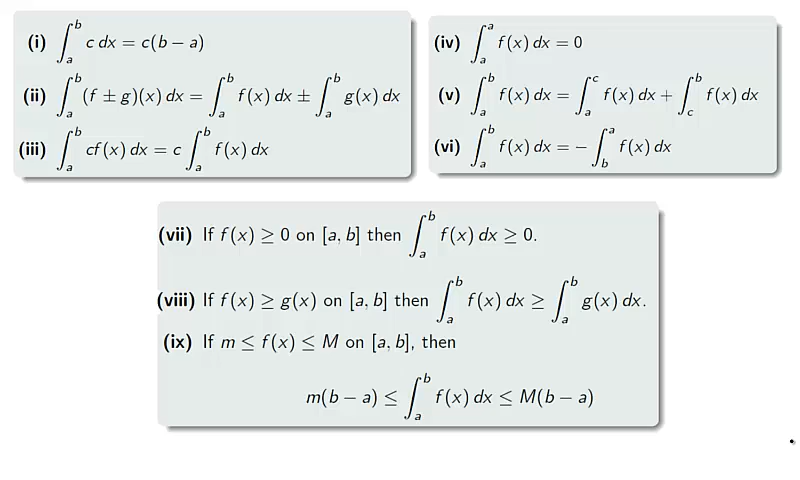 (i) ∫_a^b c dx = c(b − a)
(ii) ∫_a^b (f ± g)(x) dx = ∫_a^b f(x) dx ± ∫_a^b g(x) dx
(iii) ∫_a^b cf(x) dx = c ∫_a^b f(x) dx
(iv) ∫_a^a f(x) dx = 0
(v) ∫_a^b f(x) dx = ∫_a^c f(x) dx + ∫_c^b f(x) dx
(vi) ∫_a^b f(x) dx = − ∫_b^a f(x) dx
(vii) If f(x) ≥ 0 on [a, b] then ∫_a^b f(x) dx ≥ 0.
(viii) If f(x) ≥ g(x) on [a, b] then ∫_a^b f(x) dx ≥ ∫_a^b g(x) dx.
(ix) If m ≤ f(x) ≤ M on [a, b], then
m(b − a) ≤ ∫_a^b f(x) dx ≤ M(b − a)